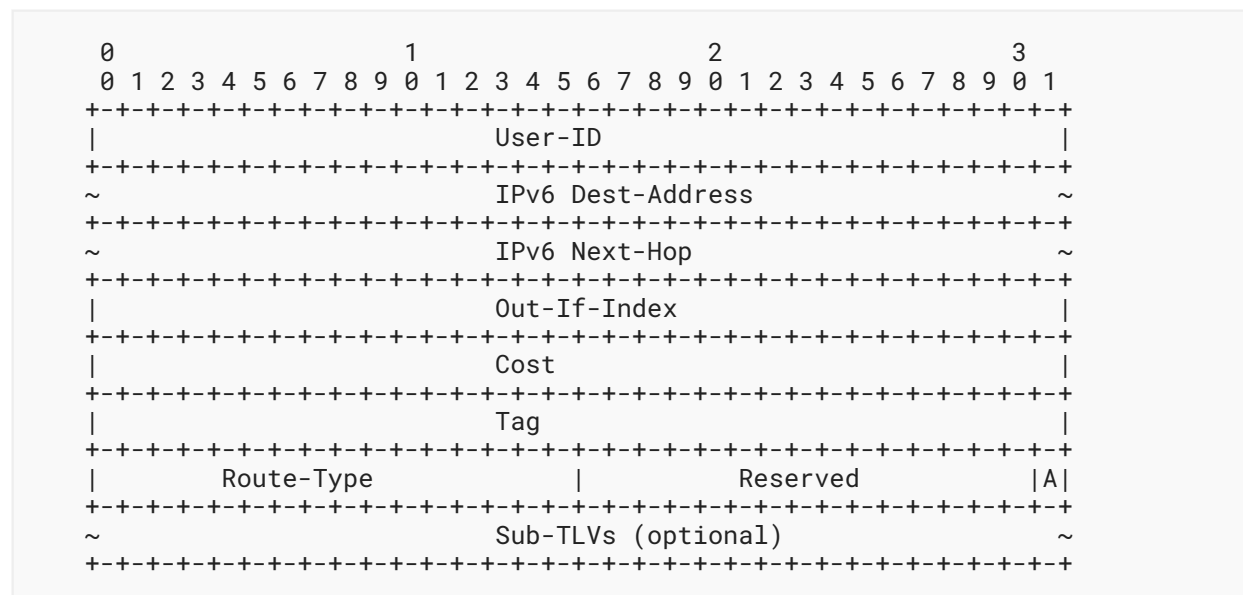 0                   1                   2                   3
 0 1 2 3 4 5 6 7 8 9 0 1 2 3 4 5 6 7 8 9 0 1 2 3 4 5 6 7 8 9 0 1
+-+-+-+-+-+-+-+-+-+-+-+-+-+-+-+-+-+-+-+-+-+-+-+-+-+-+-+-+-+-+-+-+
|                          User-ID                              |
+-+-+-+-+-+-+-+-+-+-+-+-+-+-+-+-+-+-+-+-+-+-+-+-+-+-+-+-+-+-+-+-+
~                          IPv6 Dest-Address                    ~
+-+-+-+-+-+-+-+-+-+-+-+-+-+-+-+-+-+-+-+-+-+-+-+-+-+-+-+-+-+-+-+-+
~                          IPv6 Next-Hop                        ~
+-+-+-+-+-+-+-+-+-+-+-+-+-+-+-+-+-+-+-+-+-+-+-+-+-+-+-+-+-+-+-+-+
|                          Out-If-Index                         |
+-+-+-+-+-+-+-+-+-+-+-+-+-+-+-+-+-+-+-+-+-+-+-+-+-+-+-+-+-+-+-+-+
|                          Cost                                 |
+-+-+-+-+-+-+-+-+-+-+-+-+-+-+-+-+-+-+-+-+-+-+-+-+-+-+-+-+-+-+-+-+
|                          Tag                                  |
+-+-+-+-+-+-+-+-+-+-+-+-+-+-+-+-+-+-+-+-+-+-+-+-+-+-+-+-+-+-+-+-+
|        Route-Type             |          Reserved           |A|
+-+-+-+-+-+-+-+-+-+-+-+-+-+-+-+-+-+-+-+-+-+-+-+-+-+-+-+-+-+-+-+-+
~                          Sub-TLVs (optional)                  ~
+-+-+-+-+-+-+-+-+-+-+-+-+-+-+-+-+-+-+-+-+-+-+-+-+-+-+-+-+-+-+-+-+